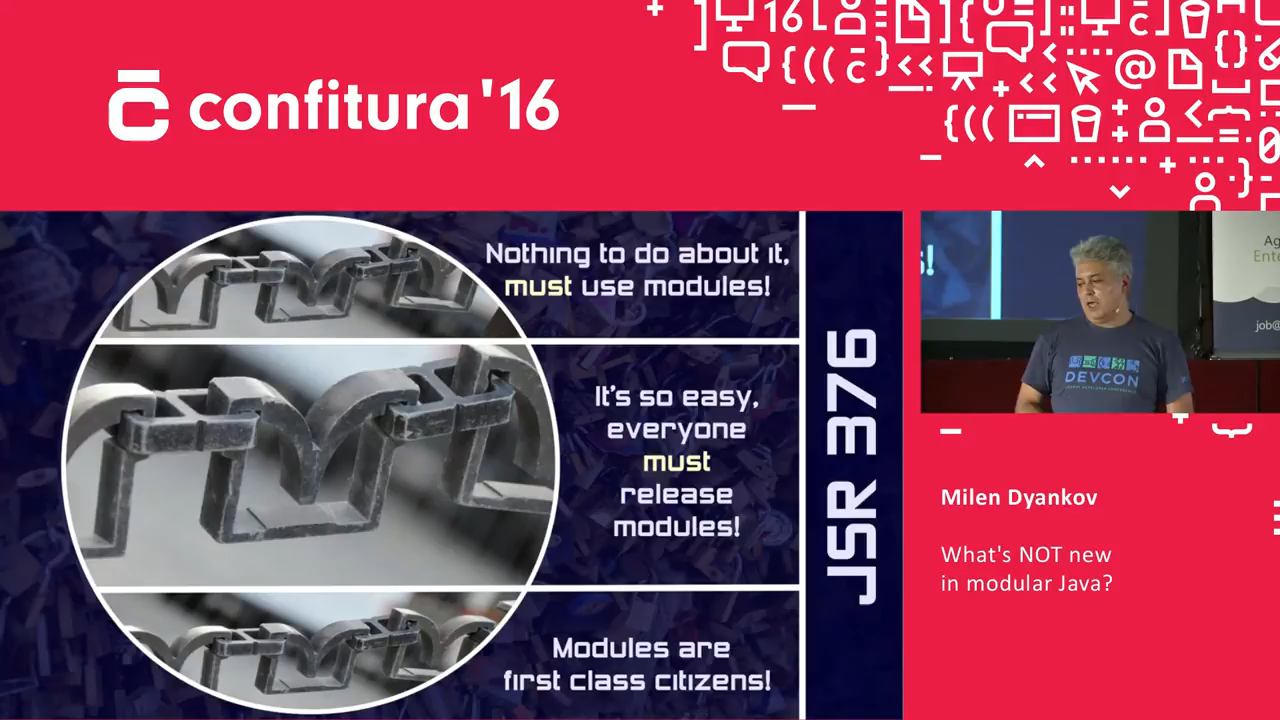 confitura '16
Nothing to do about it,
must use modules!
It's so easy,
everyone
must
release
modules!
Modules are
first class citizens!
JSR 376
DEVCON
job@
Milen Dyankov
What's NOT new
in modular Java?